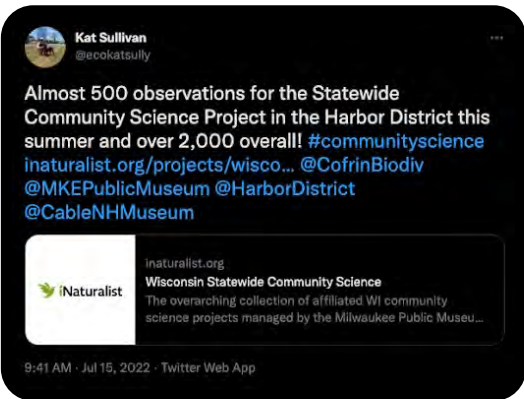 Kat Sullivan
@ecokatsully
Almost 500 observations for the Statewide
Community Science Project in the Harbor District this
summer and over 2,000 overall! #communityscience
inaturalist.org/projects/wisco... @CofrinBiodiv
@MKEPublicMuseum @HarborDistrict
@CableNHMuseum
iNaturalist
inaturalist.org
Wisconsin Statewide Community Science
The overarching collection of affiliated WI community
science projects managed by the Milwaukee Public Museu...
9:41 AM · Jul 15, 2022 · Twitter Web App